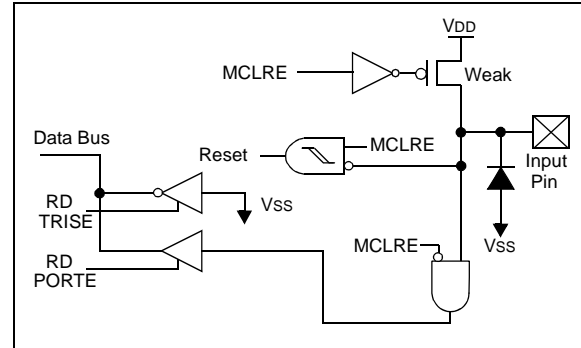 VDD
MCLRE
Weak
Data Bus
Reset
MCLRE
Input
Pin
RD
TRISE
VSS
VSS
MCLRE
RD
PORTE